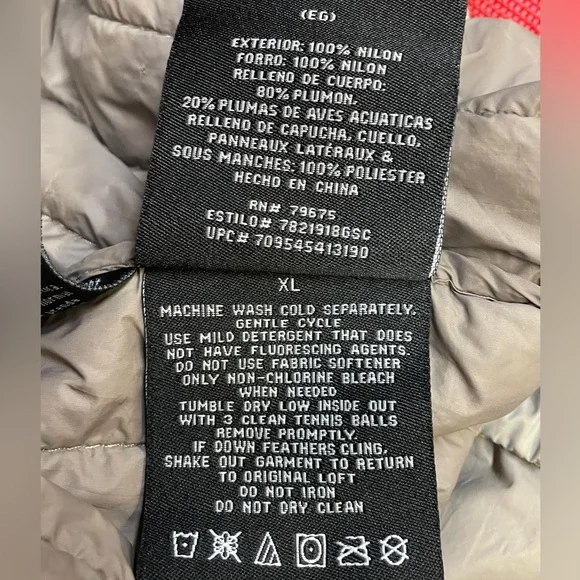 (EG)
EXTERIOR: 100% NILON
FORRO: 100% NILON
RELLENO DE CUERPO:
80% PLUMON.
20% PLUMAS DE AVES ACUATICAS
RELLENO DE CAPUCHA, CUELLO,
PANNEAUX LATÉRAUX &
SOUS MANCHES: 100% POLIESTER
HECHO EN CHINA
RN# 79675
ESTILO# 7821918GSC
UPC# 709545413190
XL
MACHINE WASH COLD SEPARATELY.
GENTLE CYCLE
USE MILD DETERGENT THAT DOES
NOT HAVE FLUORESCING AGENTS.
DO NOT USE FABRIC SOFTENER
ONLY NON-CHLORINE BLEACH
WHEN NEEDED
TUMBLE DRY LOW INSIDE OUT
WITH 3 CLEAN TENNIS BALLS
REMOVE PROMPTLY.
IF DOWN FEATHERS CLING,
SHAKE OUT GARMENT TO RETURN
TO ORIGINAL LOFT
DO NOT IRON
DO NOT DRY CLEAN